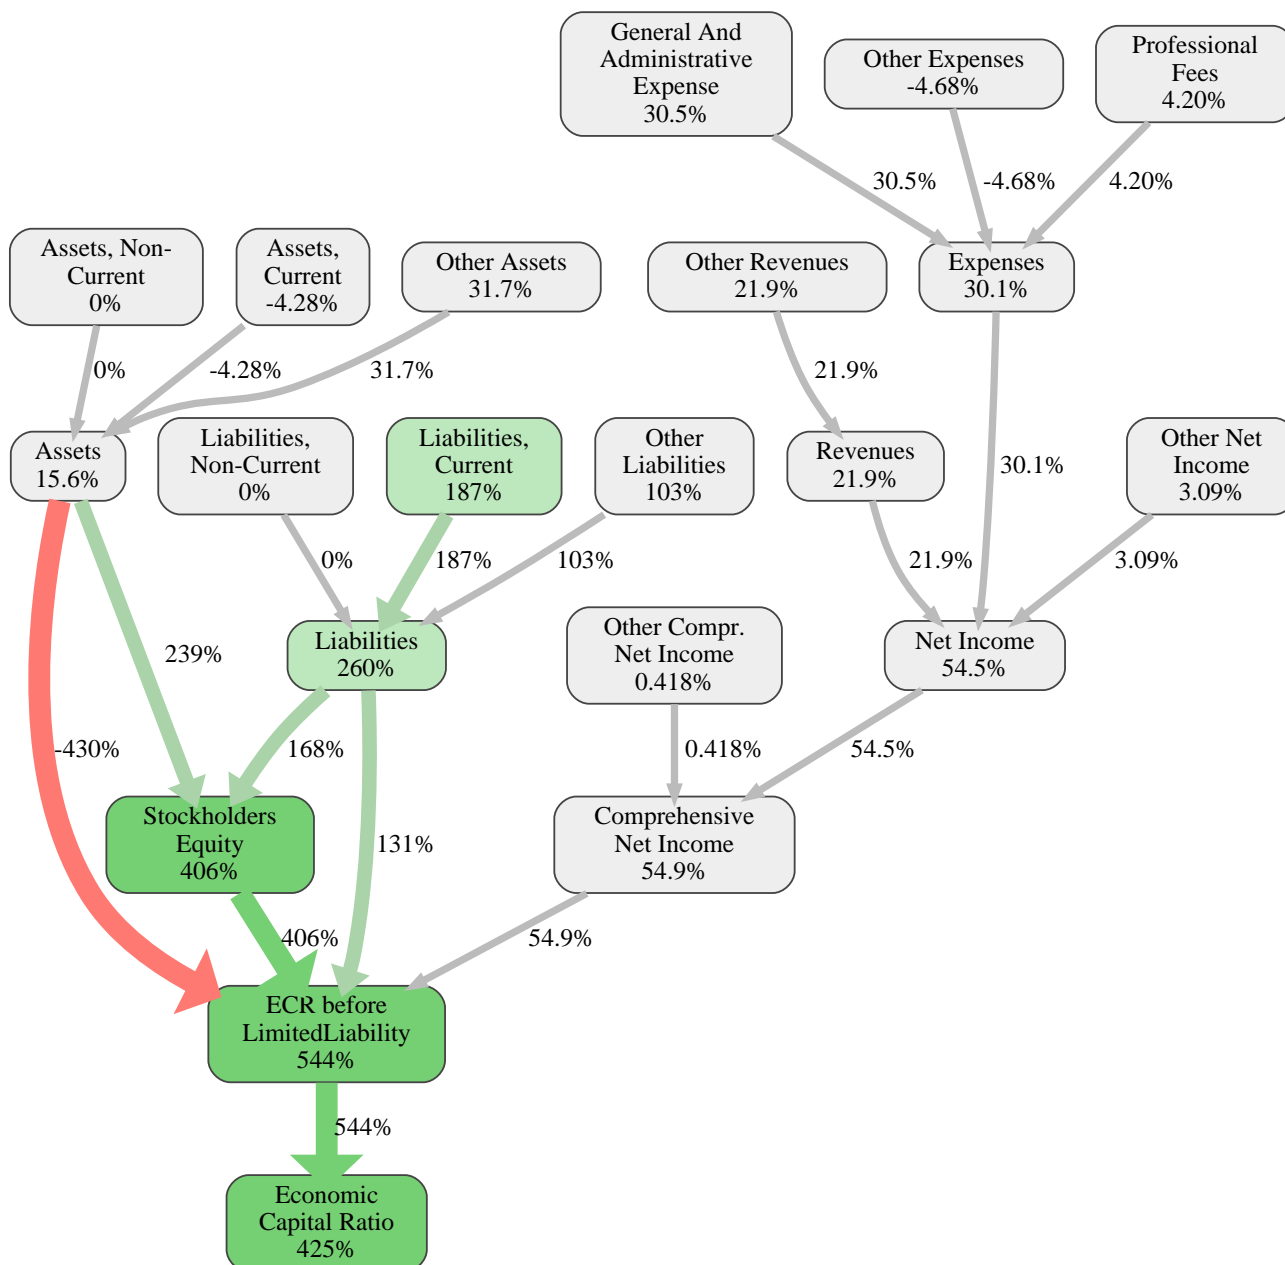 General And
Administrative
Expense
30.5%
Other Expenses
-4.68%
Professional
Fees
4.20%
30.5%
-4.68%
4.20%
Assets, Non-
Current
0%
Assets,
Current
-4.28%
Other Assets
31.7%
Other Revenues
21.9%
Expenses
30.1%
0%
-4.28%
31.7%
21.9%
Assets
15.6%
Liabilities,
Non-Current
0%
Liabilities,
Current
187%
Other
Liabilities
103%
Revenues
21.9%
30.1%
Other Net
Income
3.09%
0%
187%
103%
21.9%
3.09%
239%
Liabilities
260%
Other Compr.
Net Income
0.418%
Net Income
54.5%
-430%
168%
0.418%
54.5%
Stockholders
Equity
406%
131%
Comprehensive
Net Income
54.9%
406%
54.9%
ECR before
LimitedLiability
544%
544%
Economic
Capital Ratio
425%